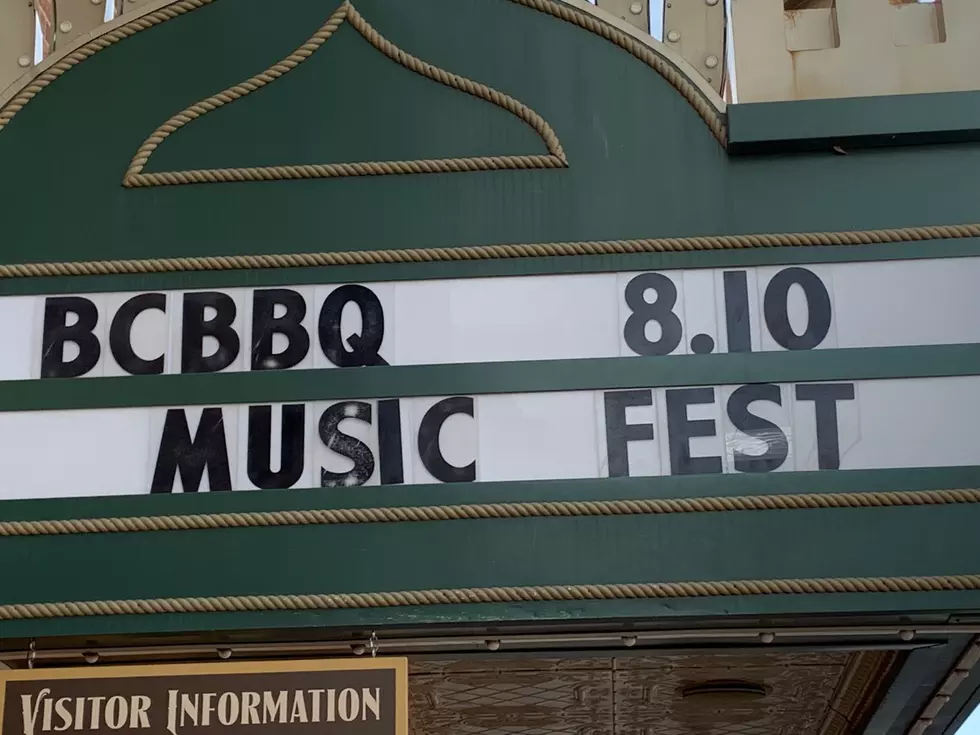 BCBBQ 8.10
MUSIC FEST
VISITOR INFORMATION